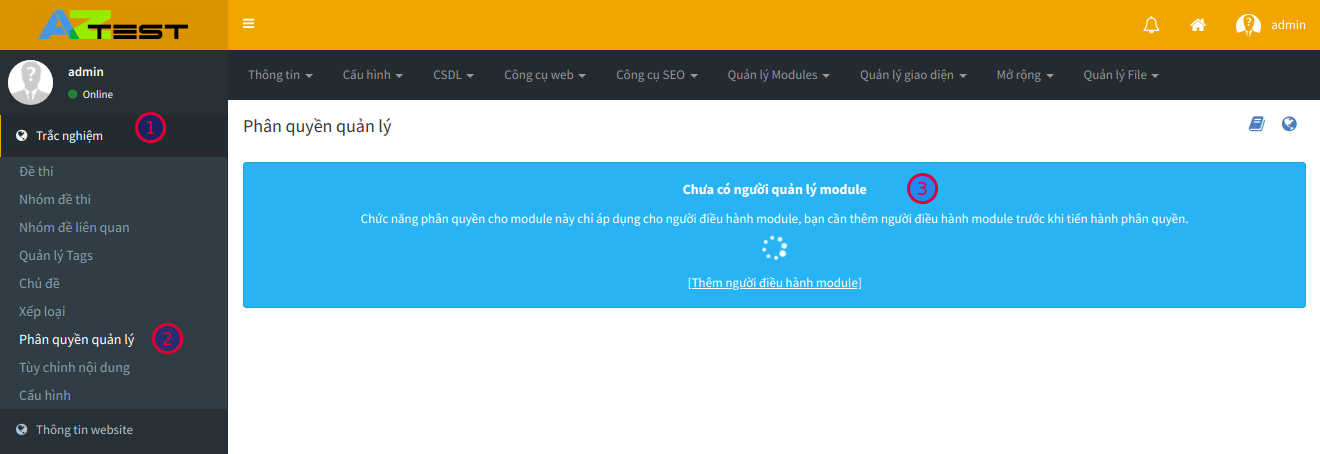 AZTEST
admin
admin
Online
Thông tin
Cấu hình
CSDL
Công cụ web
Công cụ SEO
Quản lý Modules
Quản lý giao diện
Mở rộng
Quản lý File
Trắc nghiệm
1
Đề thi
Nhóm đề thi
Nhóm đề liên quan
Quản lý Tags
Chủ đề
Xếp loại
Phân quyền quản lý
2
Tùy chỉnh nội dung
Cấu hình
Thông tin website
Phân quyền quản lý
Chưa có người quản lý module
3
Chức năng phân quyền cho module này chỉ áp dụng cho người điều hành module, bạn cần thêm người điều hành module trước khi tiến hành phân quyền.
[Thêm người điều hành module]